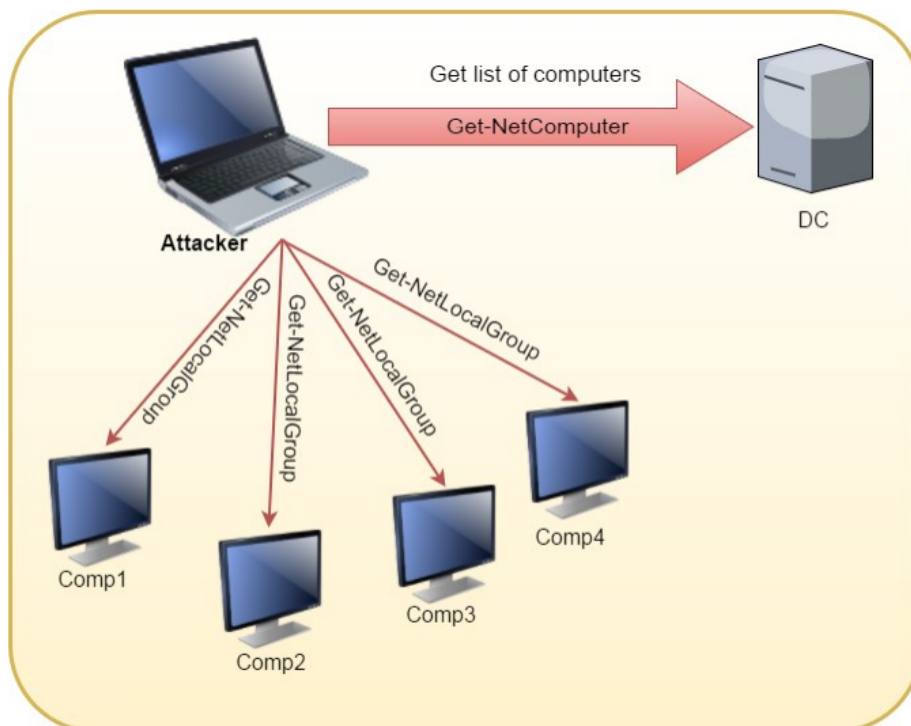 Get list of computers
Get-NetComputer
DC
Attacker
Get-NetLocalGroup
Get-NetLocalGroup
Get-NetLocalGroup
Get-NetLocalGroup
Comp1
Comp2
Comp3
Comp4